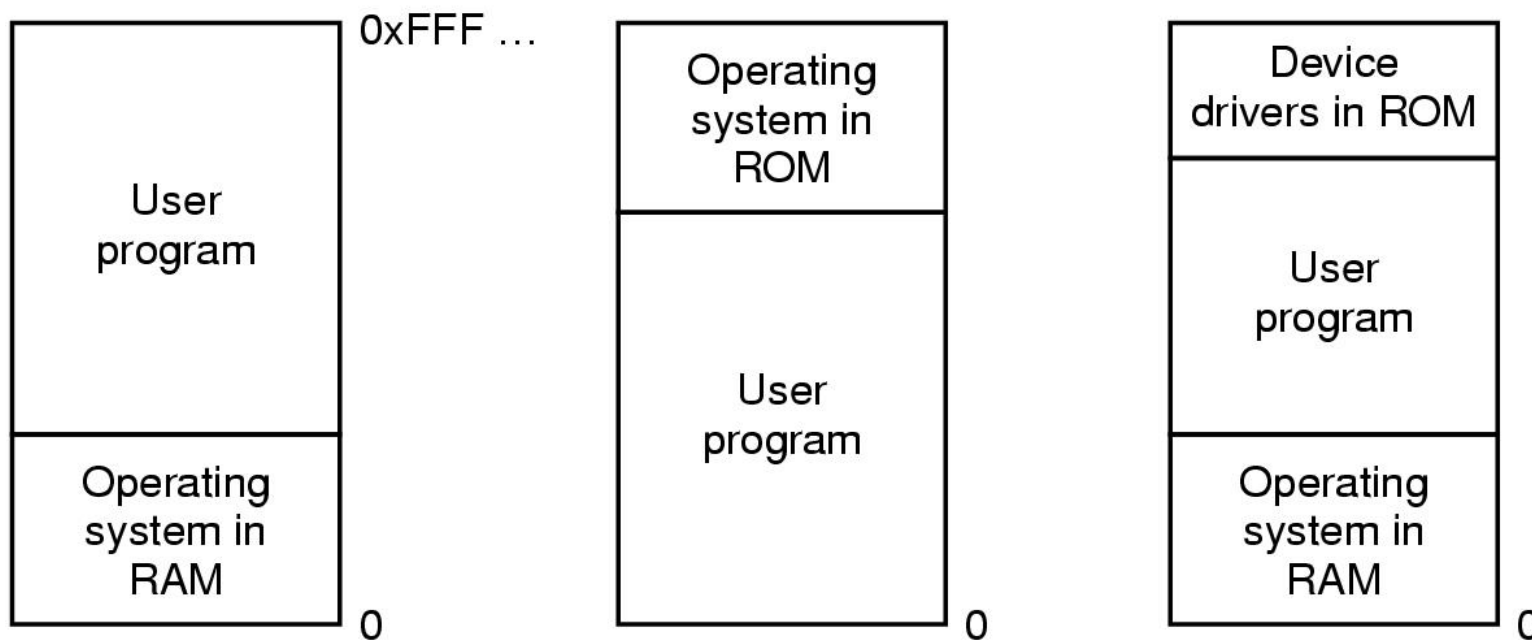 0xFFF ...
User
program
Operating
system in
RAM
0
Operating
system in
ROM
User
program
0
Device
drivers in ROM
User
program
Operating
system in
RAM
0